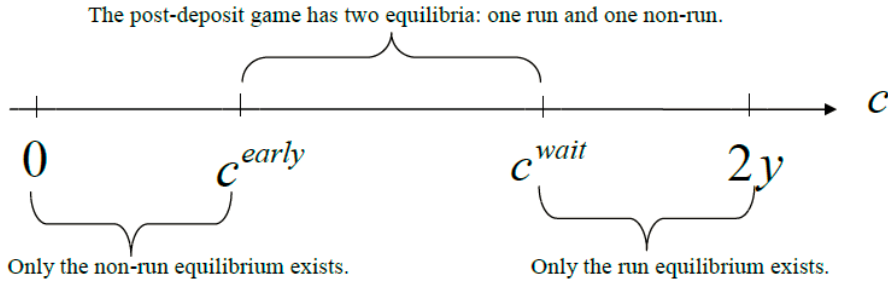 The post-deposit game has two equilibria: one run and one non-run.
c
0 c^early c^wait 2y
Only the non-run equilibrium exists. Only the run equilibrium exists.